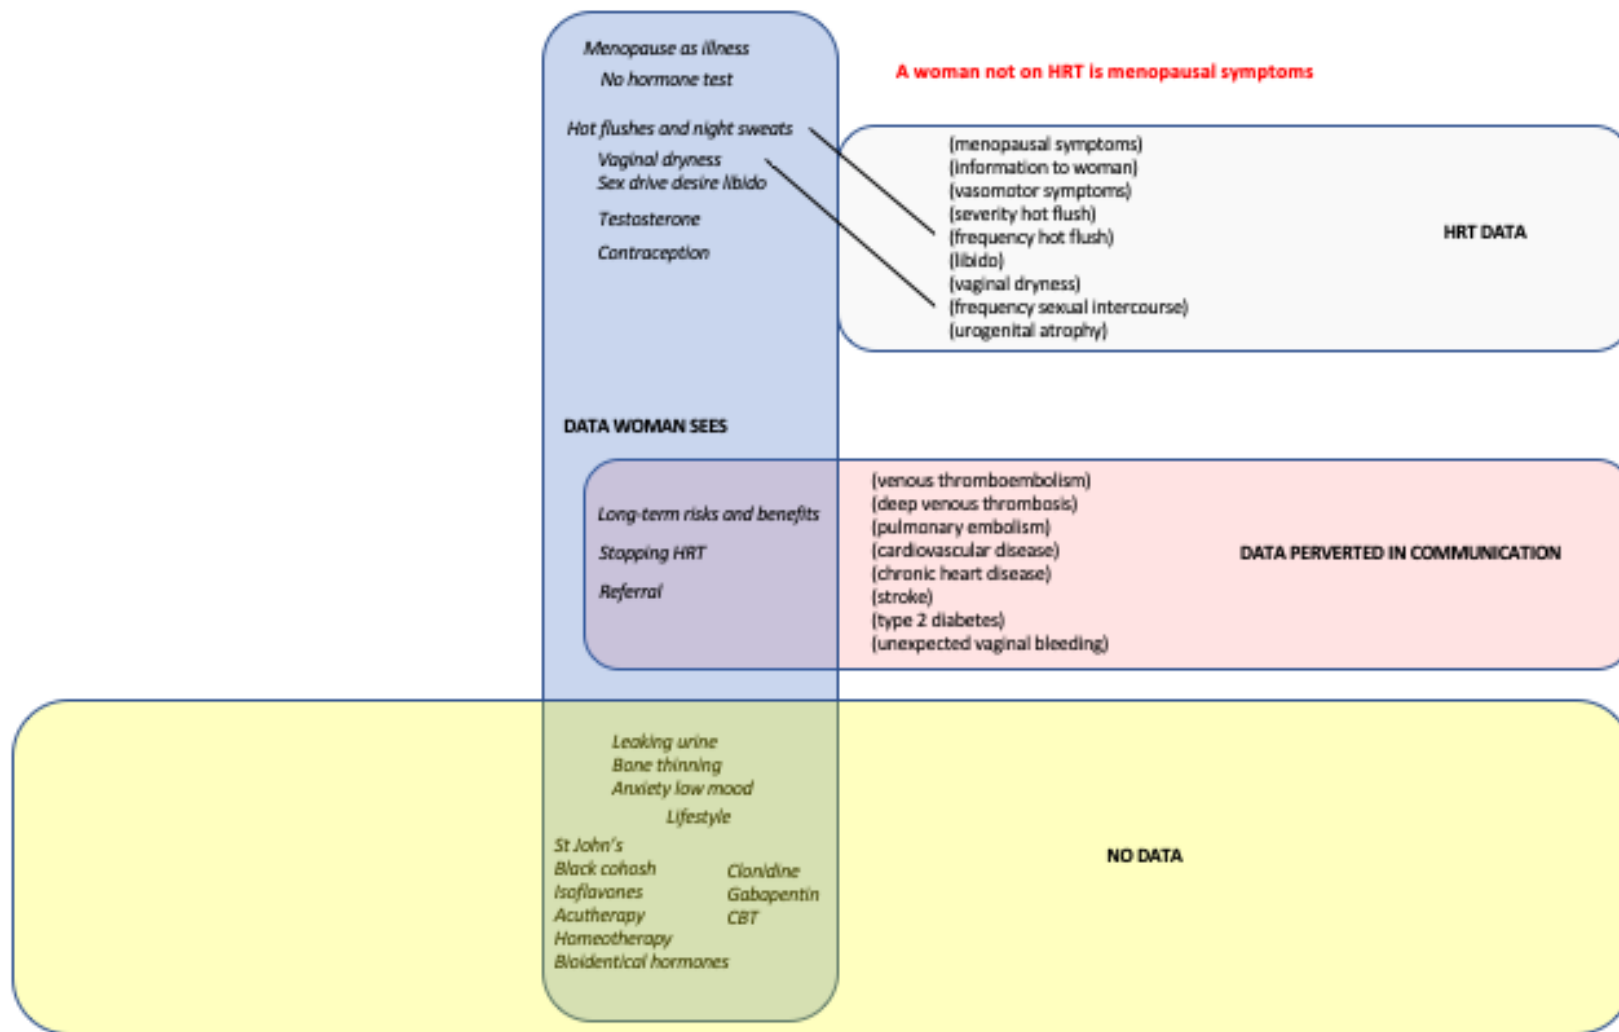 Menopause as illness
No hormone test
A woman not on HRT is menopausal symptoms
Hot flushes and night sweats
Vaginal dryness
Sex drive desire libido
Testosterone
Contraception
(menopausal symptoms)
(information to woman)
(vasomotor symptoms)
(severity hot flush)
(frequency hot flush)
(libido)
(vaginal dryness)
(frequency sexual intercourse)
(urogenital atrophy)
HRT DATA
DATA WOMAN SEES
Long-term risks and benefits
Stopping HRT
Referral
(venous thromboembolism)
(deep venous thrombosis)
(pulmonary embolism)
(cardiovascular disease)
(chronic heart disease)
(stroke)
(type 2 diabetes)
(unexpected vaginal bleeding)
DATA PERVERTED IN COMMUNICATION
Leaking urine
Bone thinning
Anxiety low mood
Lifestyle
St John's
Black cohosh
Isoflavones
Acutherapy
Homeotherapy
Bioidentical hormones
Clonidine
Gabapentin
CBT
NO DATA